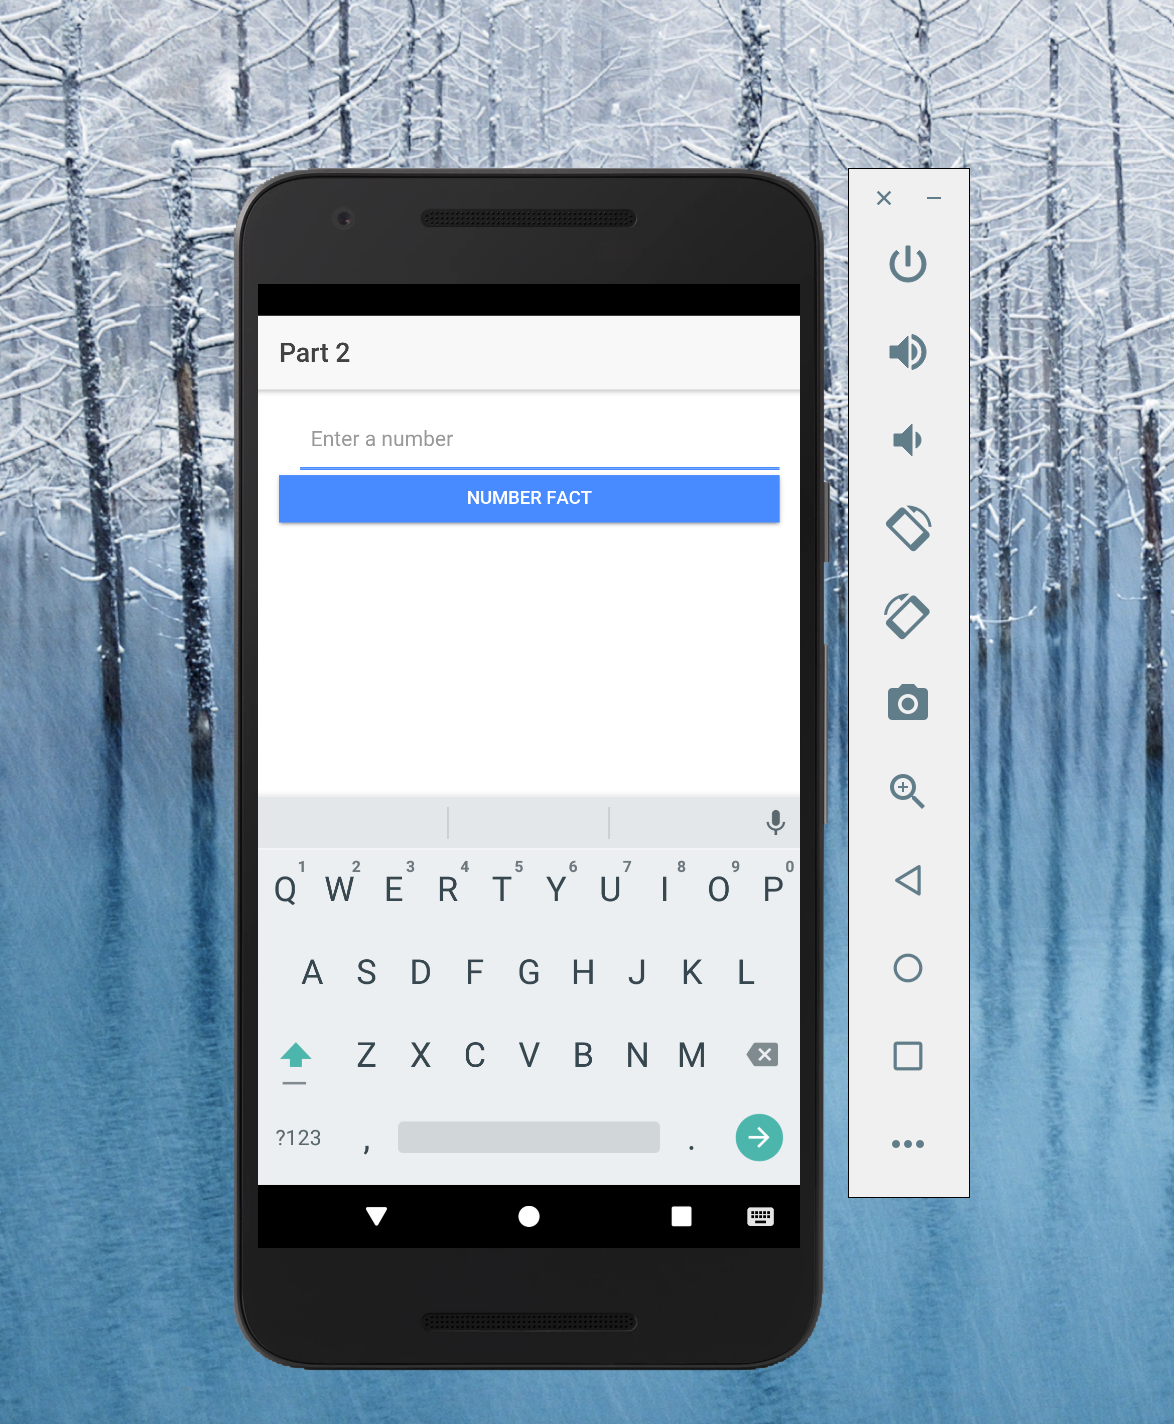 Part 2
Enter a number
NUMBER FACT
1 2 3 4 5 6 7 8 9 0
Q W E R T Y U I O P
A S D F G H J K L
Z X C V B N M
?123 , .